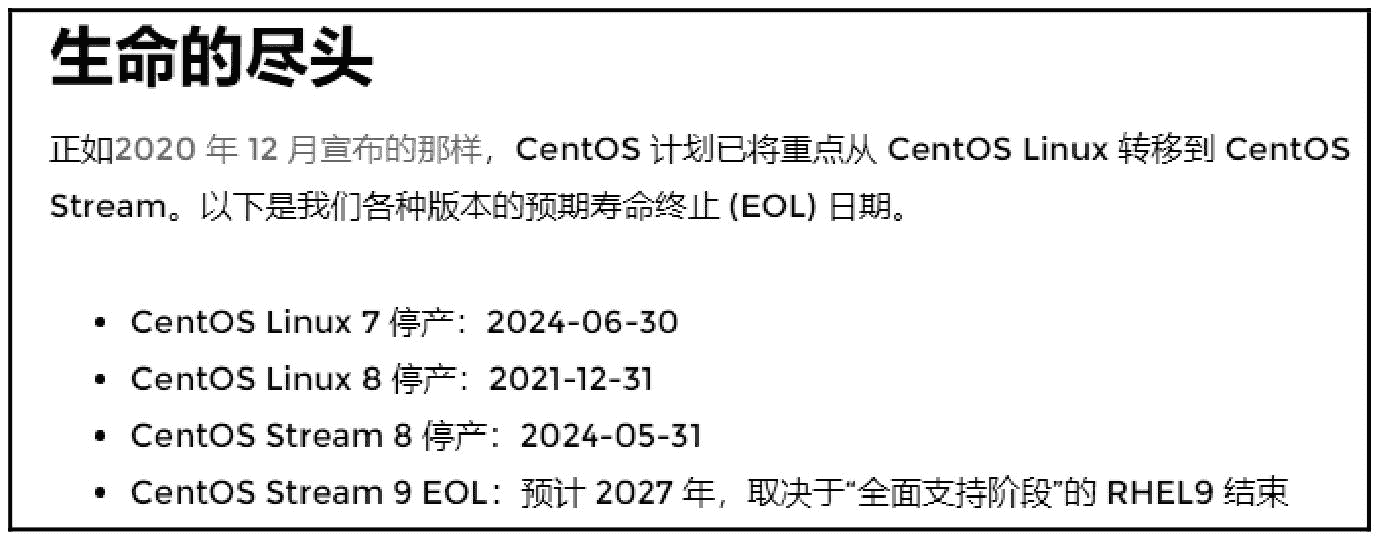 生命的尽头
正如2020 年 12 月宣布的那样，CentOS 计划已将重点从 CentOS Linux 转移到 CentOS
Stream。以下是我们各种版本的预期寿命终止 (EOL) 日期。
• CentOS Linux 7 停产：2024-06-30
• CentOS Linux 8 停产：2021-12-31
• CentOS Stream 8 停产：2024-05-31
• CentOS Stream 9 EOL：预计 2027 年，取决于“全面支持阶段”的 RHEL9 结束